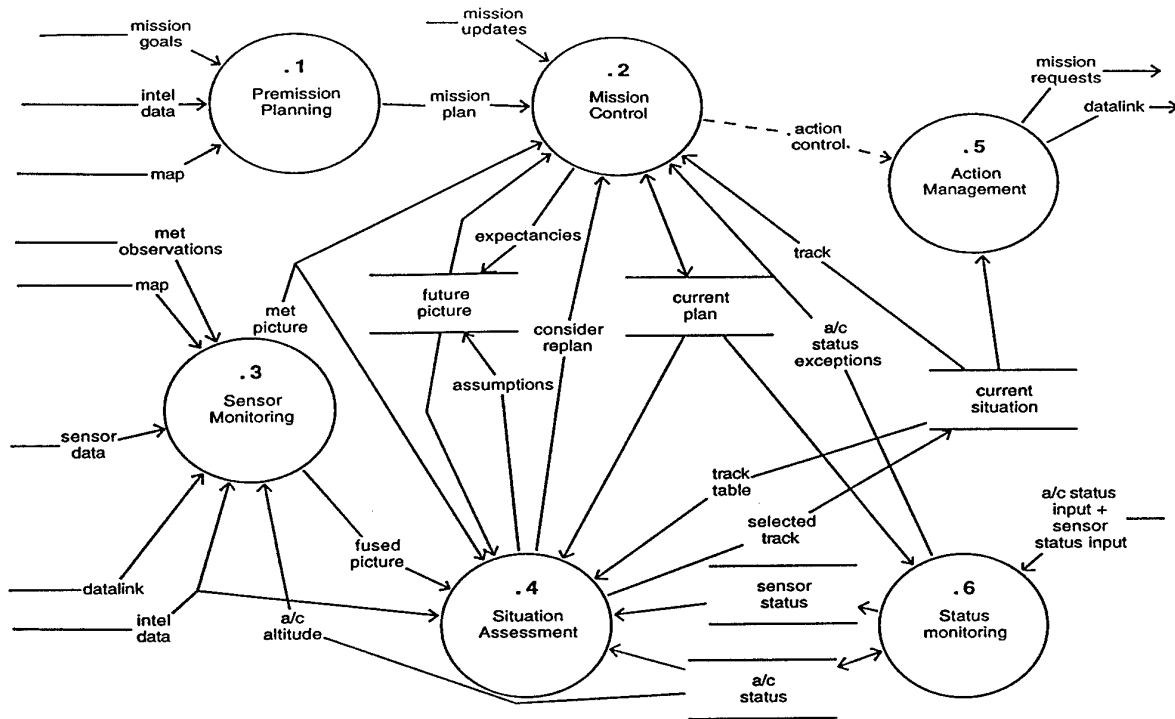 mission
goals
intel
data
map
.1
Premission
Planning
mission
plan
mission
updates
.2
Mission
Control
action
control.
mission
requests
datalink
.5
Action
Management
met
observations
map
met
picture
expectancies
future
picture
assumptions
consider
replan
current
plan
a/c
status
exceptions
track
current
situation
.3
Sensor
Monitoring
sensor
data
datalink
intel
data
fused
picture
a/c
altitude
.4
Situation
Assessment
track
table
selected
track
sensor
status
a/c
status
a/c status
input +
sensor
status input
.6
Status
monitoring